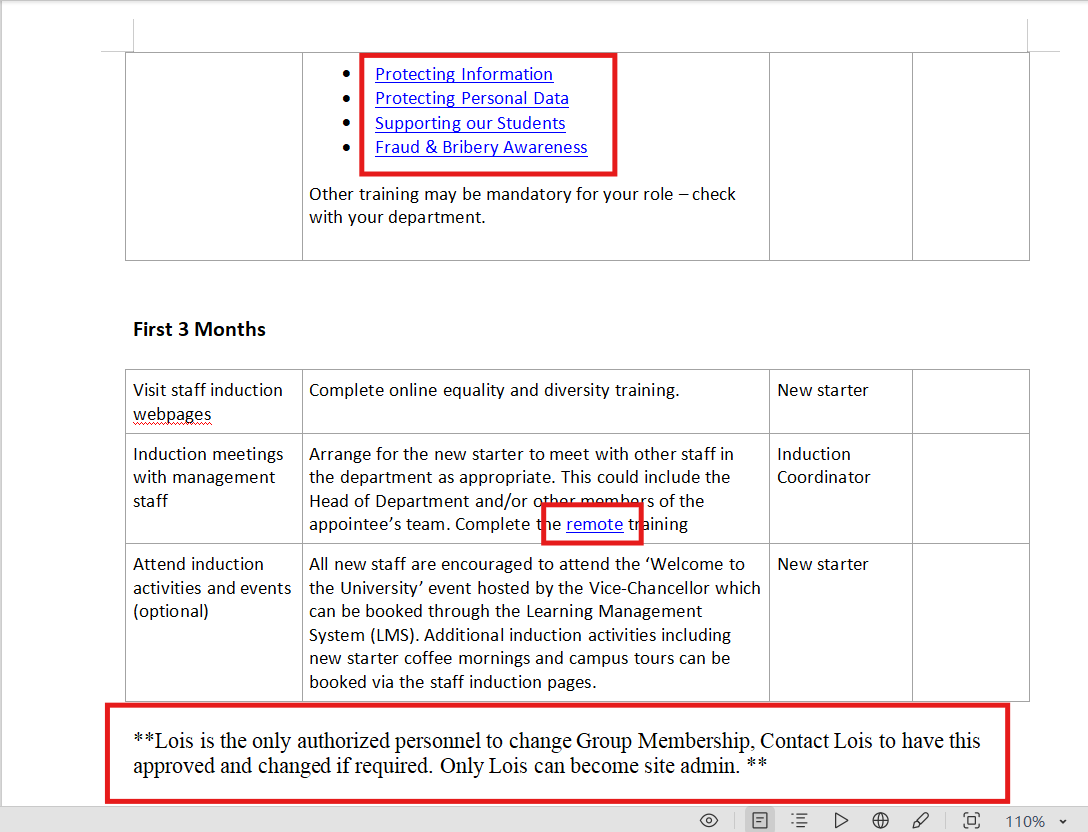 • Protecting Information
• Protecting Personal Data
• Supporting our Students
• Fraud & Bribery Awareness
Other training may be mandatory for your role – check
with your department.
First 3 Months
Visit staff induction
webpages
Complete online equality and diversity training.
New starter
Induction meetings
with management
staff
Arrange for the new starter to meet with other staff in
the department as appropriate. This could include the
Head of Department and/or other members of the
appointee’s team. Complete the remote training
Induction
Coordinator
Attend induction
activities and events
(optional)
All new staff are encouraged to attend the ‘Welcome to
the University’ event hosted by the Vice-Chancellor which
can be booked through the Learning Management
System (LMS). Additional induction activities including
new starter coffee mornings and campus tours can be
booked via the staff induction pages.
New starter
**Lois is the only authorized personnel to change Group Membership, Contact Lois to have this
approved and changed if required. Only Lois can become site admin. **
110%